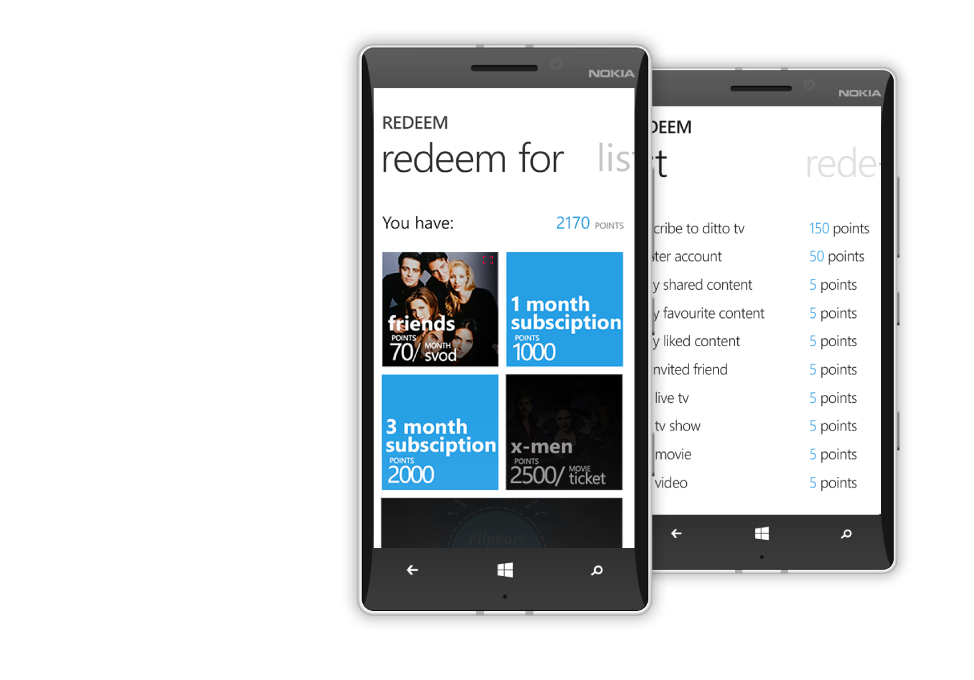 NOKIA
REDEEM
redeem for
list
You have:
2170 POINTS
friends
POINTS
70/ MONTH
svod
1 month
subsciption
POINTS
1000
3 month
subsciption
POINTS
2000
x-men
POINTS
2500/ MOVIE
ticket
Flipkart
NOKIA
DEEM
t
rede
cribe to ditto tv 150 points
ter account 50 points
y shared content 5 points
y favourite content 5 points
y liked content 5 points
nvited friend 5 points
live tv 5 points
tv show 5 points
movie 5 points
video 5 points